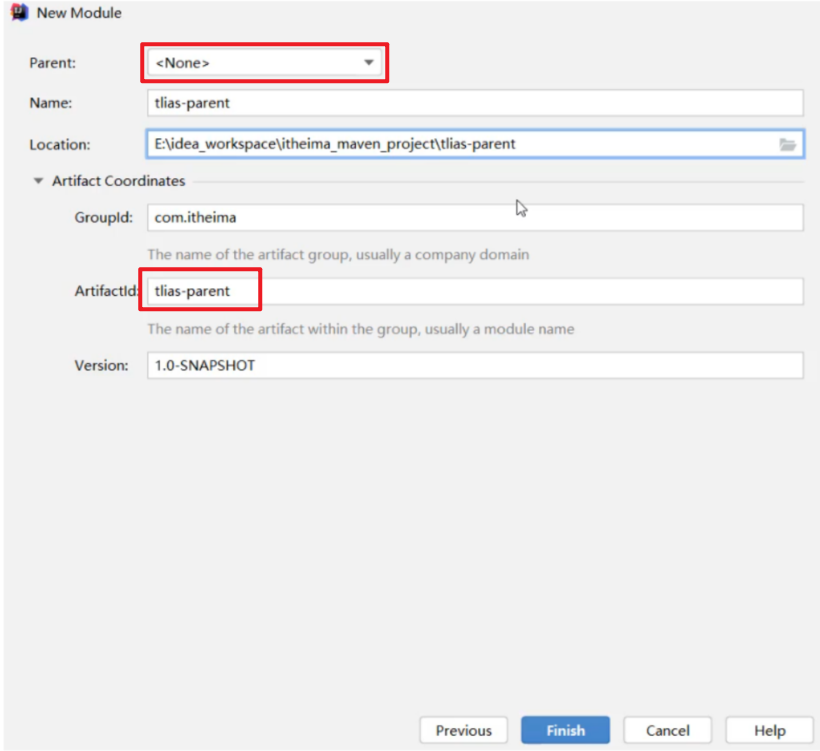 New Module
Parent: <None>
Name: tlias-parent
Location: E:\idea_workspace\itheima_maven_project\tlias-parent
Artifact Coordinates
GroupId: com.itheima
The name of the artifact group, usually a company domain
ArtifactId: tlias-parent
The name of the artifact within the group, usually a module name
Version: 1.0-SNAPSHOT
Previous Finish Cancel Help